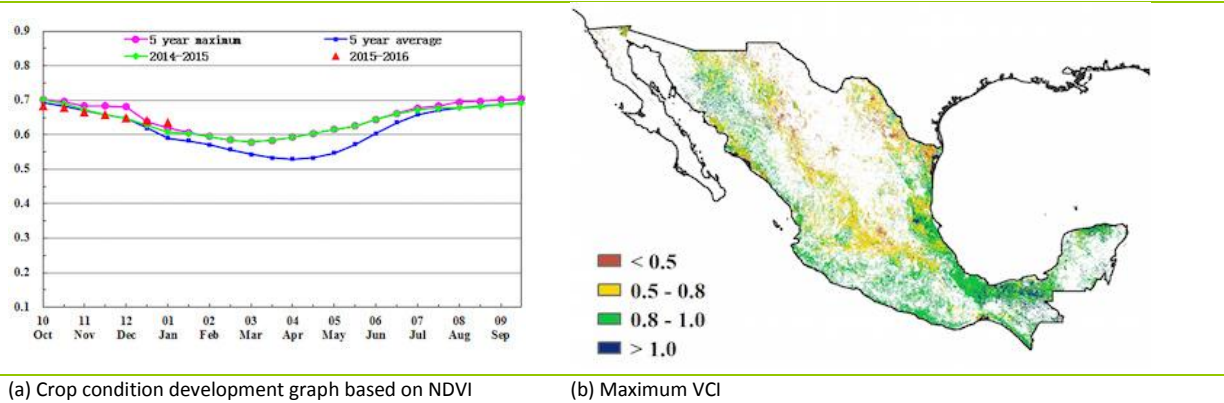 0.9
0.8
0.7
0.6
0.5
0.4
0.3
0.2
0.1
5 year maximum
5 year average
2014-2015
2015-2016
10 11 12 01 02 03 04 05 06 07 08 09
Oct Nov Dec Jan Feb Mar Apr May Jun Jul Aug Sep
< 0.5
0.5 - 0.8
0.8 - 1.0
> 1.0
(a) Crop condition development graph based on NDVI
(b) Maximum VCI